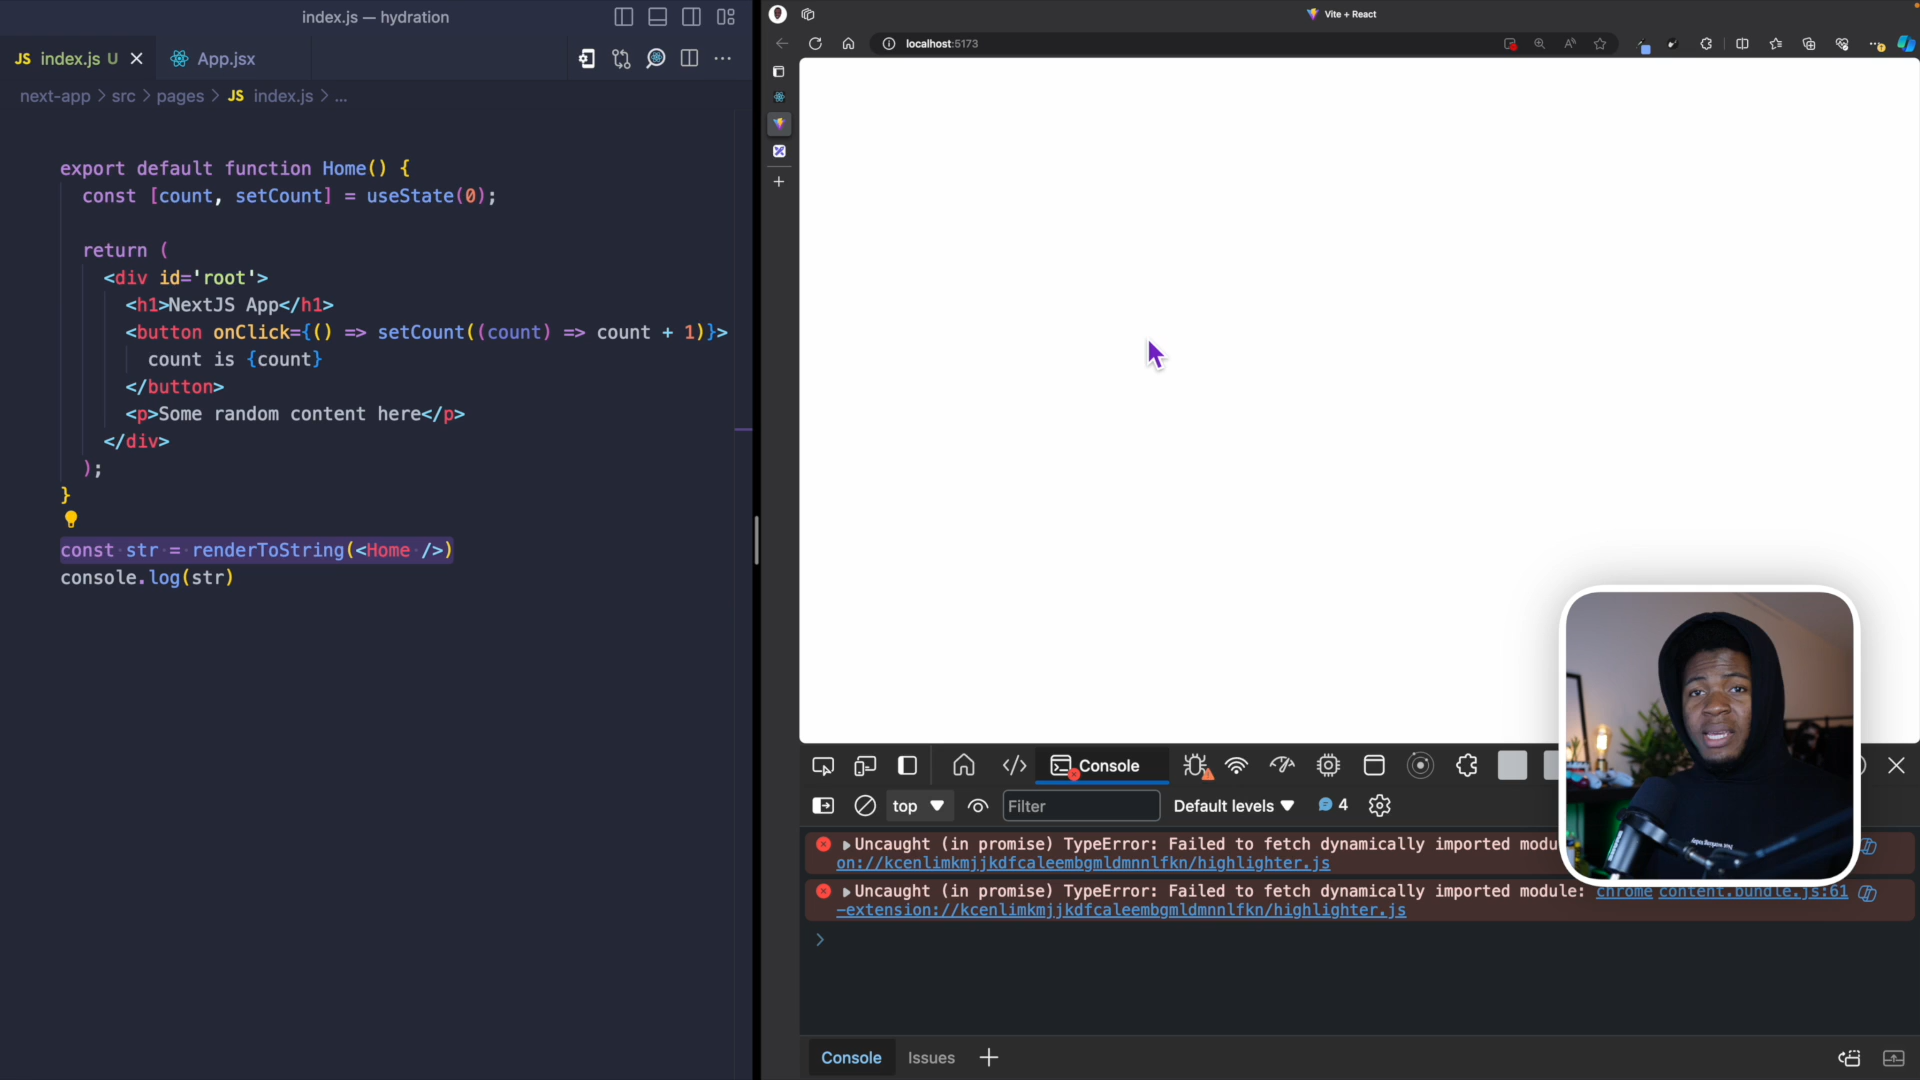 index.js — hydration
JS index.js U
App.jsx
next-app > src > pages > JS index.js > ...
export default function Home() {
const [count, setCount] = useState(0);
return (
<div id='root'>
<h1>NextJS App</h1>
<button onClick={() => setCount((count) => count + 1)}>
count is {count}
</button>
<p>Some random content here</p>
</div>
);
}
const str = renderToString(<Home />)
console.log(str)
Vite + React
localhost:5173
Console
top
Filter
Default levels
4
Uncaught (in promise) TypeError: Failed to fetch dynamically imported modu
on://kcenlimkmjjkdfcaleembgmldmnnlfkn/highlighter.js
Uncaught (in promise) TypeError: Failed to fetch dynamically imported module: chrome content.bundle.js:61
-extension://kcenlimkmjjkdfcaleembgmldmnnlfkn/highlighter.js
>
Console
Issues